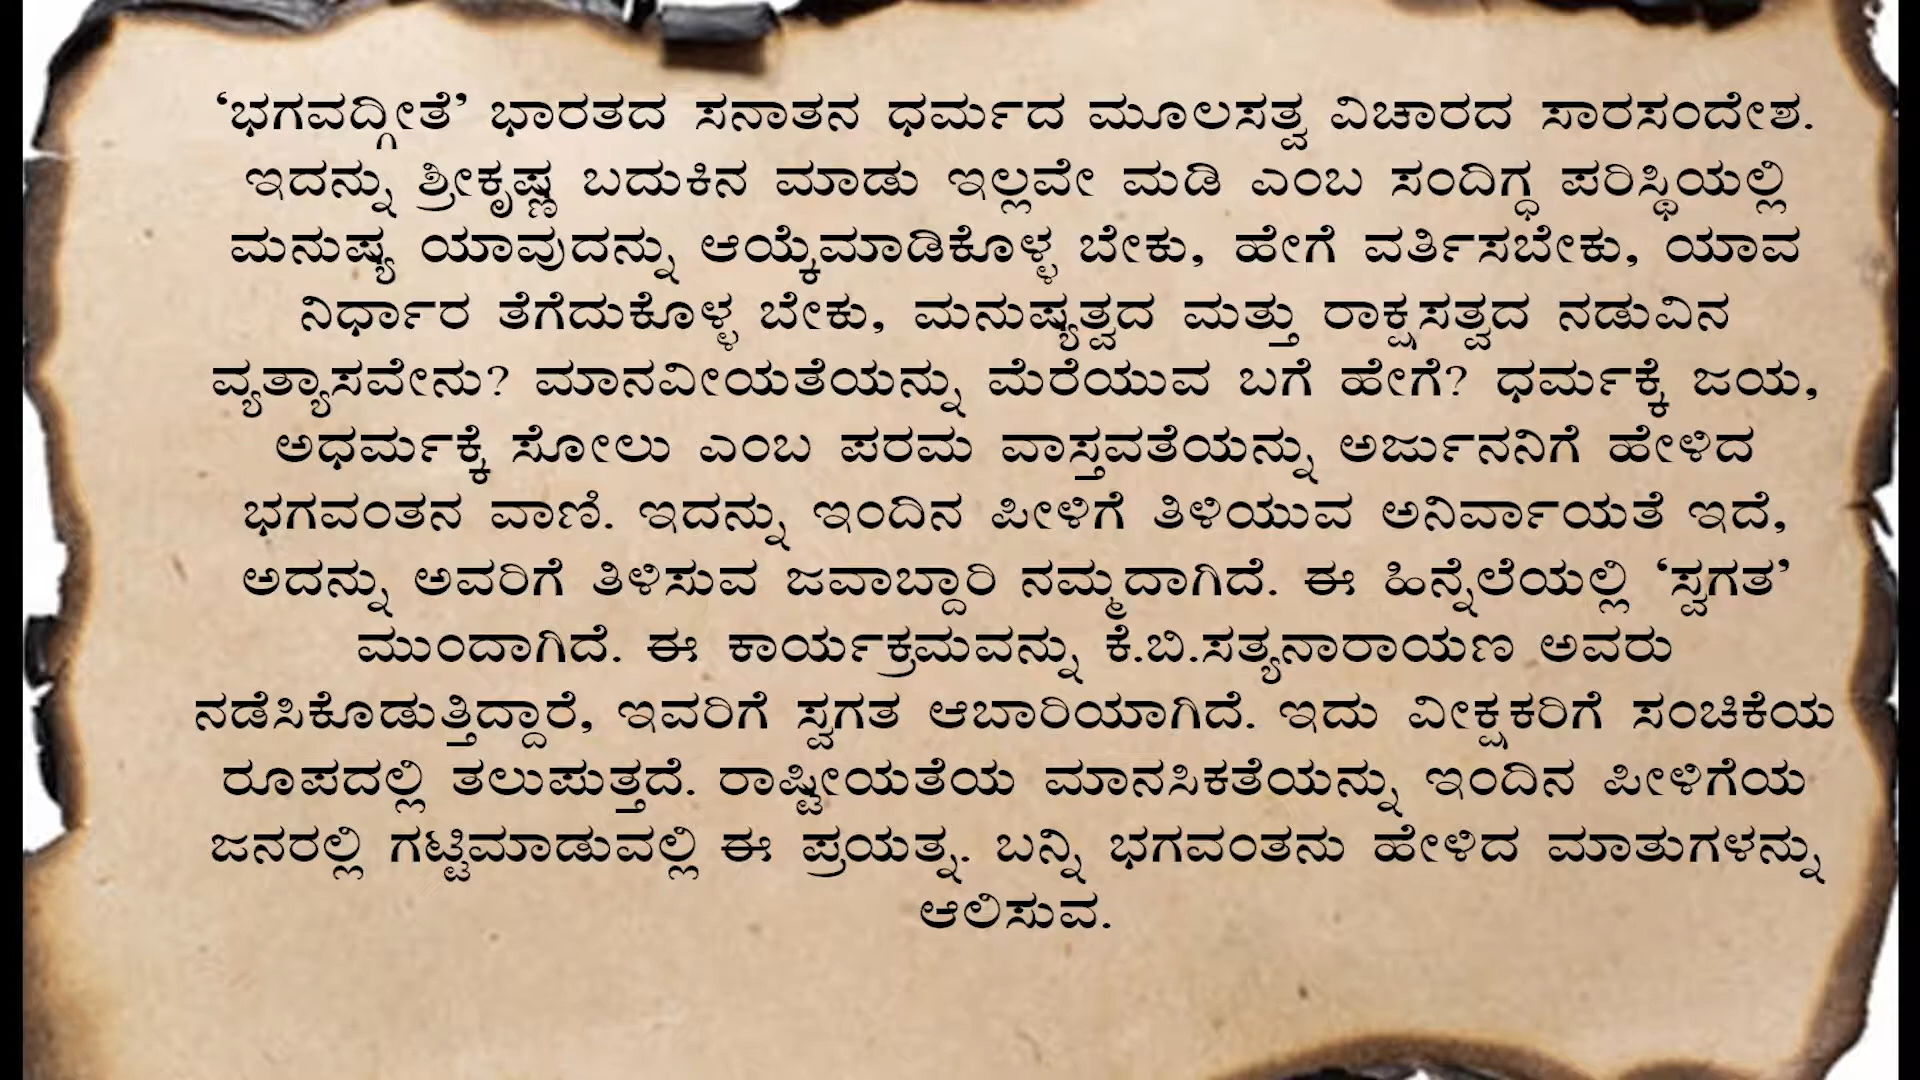 ‘ಭಗವದ್ಗೀತೆ’ ಭಾರತದ ಸನಾತನ ಧರ್ಮದ ಮೂಲಸತ್ವ ವಿಚಾರದ ಸಾರಸಂದೇಶ.
ಇದನ್ನು ಶ್ರೀಕೃಷ್ಣ ಬದುಕಿನ ಮಾಡು ಇಲ್ಲವೇ ಮಡಿ ಎಂಬ ಸಂದಿಗ್ಧ ಪರಿಸ್ಥಿಯಲ್ಲಿ
ಮನುಷ್ಯ ಯಾವುದನ್ನು ಆಯ್ಕೆಮಾಡಿಕೊಳ್ಳ ಬೇಕು, ಹೇಗೆ ವರ್ತಿಸಬೇಕು, ಯಾವ
ನಿರ್ಧಾರ ತೆಗೆದುಕೊಳ್ಳ ಬೇಕು, ಮನುಷ್ಯತ್ವದ ಮತ್ತು ರಾಕ್ಷಸತ್ವದ ನಡುವಿನ
ವ್ಯತ್ಯಾಸವೇನು? ಮಾನವೀಯತೆಯನ್ನು ಮೆರೆಯುವ ಬಗೆ ಹೇಗೆ? ಧರ್ಮಕ್ಕೆ ಜಯ,
ಅಧರ್ಮಕ್ಕೆ ಸೋಲು ಎಂಬ ಪರಮ ವಾಸ್ತವತೆಯನ್ನು ಅರ್ಜುನನಿಗೆ ಹೇಳಿದ
ಭಗವಂತನ ವಾಣಿ. ಇದನ್ನು ಇಂದಿನ ಪೀಳಿಗೆ ತಿಳಿಯುವ ಅನಿರ್ವಾಯತೆ ಇದೆ,
ಅದನ್ನು ಅವರಿಗೆ ತಿಳಿಸುವ ಜವಾಬ್ದಾರಿ ನಮ್ಮದಾಗಿದೆ. ಈ ಹಿನ್ನೆಲೆಯಲ್ಲಿ ‘ಸ್ವಗತ’
ಮುಂದಾಗಿದೆ. ಈ ಕಾರ್ಯಕ್ರಮವನ್ನು ಕೆ.ಬಿ.ಸತ್ಯನಾರಾಯಣ ಅವರು
ನಡೆಸಿಕೊಡುತ್ತಿದ್ದಾರೆ, ಇವರಿಗೆ ಸ್ವಗತ ಆಬಾರಿಯಾಗಿದೆ. ಇದು ವೀಕ್ಷಕರಿಗೆ ಸಂಚಿಕೆಯ
ರೂಪದಲ್ಲಿ ತಲುಪುತ್ತದೆ. ರಾಷ್ಟೀಯತೆಯ ಮಾನಸಿಕತೆಯನ್ನು ಇಂದಿನ ಪೀಳಿಗೆಯ
ಜನರಲ್ಲಿ ಗಟ್ಟಿಮಾಡುವಲ್ಲಿ ಈ ಪ್ರಯತ್ನ. ಬನ್ನಿ ಭಗವಂತನು ಹೇಳಿದ ಮಾತುಗಳನ್ನು
ಆಲಿಸುವ.